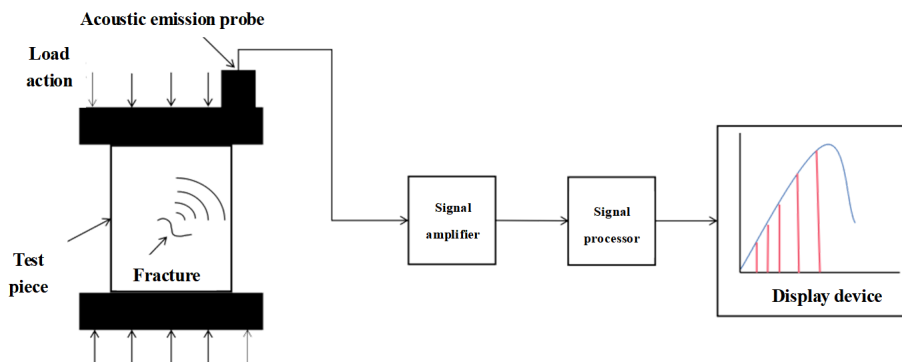 Acoustic emission probe
Load
action
Signal
amplifier
Signal
processor
Test
piece
Fracture
Display device